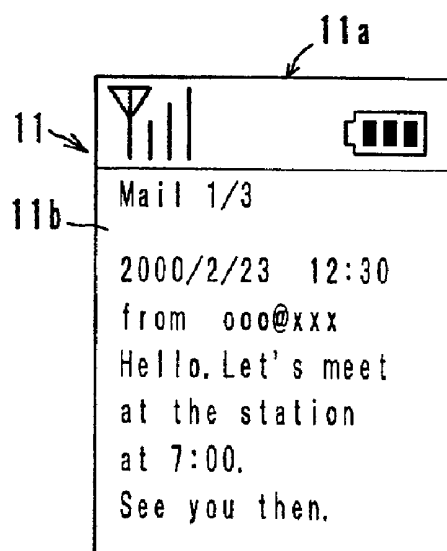 11a
11
11b
Mail 1/3
2000/2/23 12:30
from ooo@xxx
Hello.Let's meet
at the station
at 7:00.
See you then.